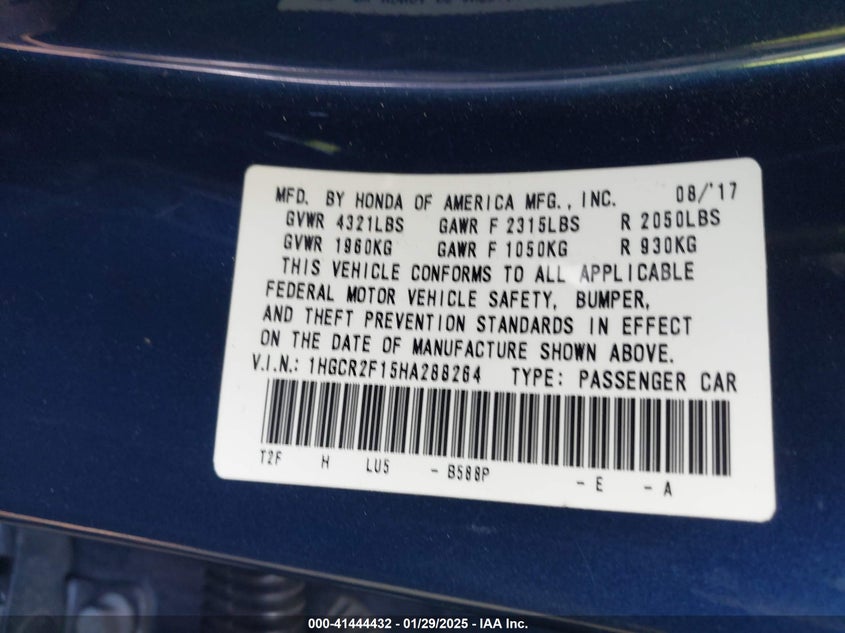 MFD. BY HONDA OF AMERICA MFG., INC. 08/'17
GVWR 4321LBS GAWR F 2315LBS R 2050LBS
GVWR 1960KG GAWR F 1050KG R 930KG
THIS VEHICLE CONFORMS TO ALL APPLICABLE
FEDERAL MOTOR VEHICLE SAFETY, BUMPER,
AND THEFT PREVENTION STANDARDS IN EFFECT
ON THE DATE OF MANUFACTURE SHOWN ABOVE.
V.I.N.: 1HGCR2F15HA288264 TYPE: PASSENGER CAR
T2F H LU5 - B588P - E - A
000-41444432 - 01/29/2025 - IAA Inc.